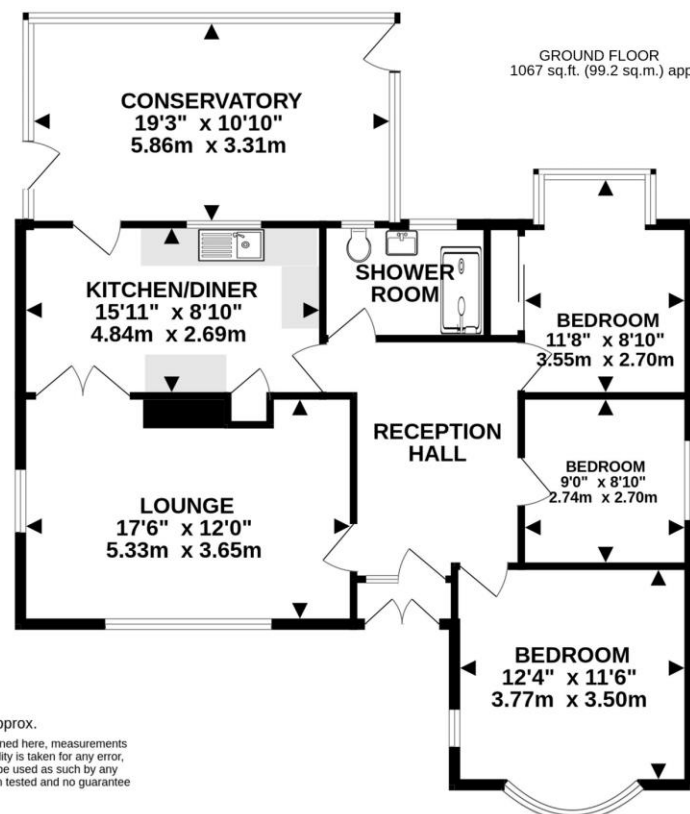 GROUND FLOOR
1067 sq.ft. (99.2 sq.m.)
CONSERVATORY
19'3" x 10'10"
5.86m x 3.31m
KITCHEN/DINER
15'11" x 8'10"
4.84m x 2.69m
SHOWER
ROOM
BEDROOM
11'8" x 8'10"
3.55m x 2.70m
RECEPTION
HALL
BEDROOM
9'0" x 8'10"
2.74m x 2.70m
LOUNGE
17'6" x 12'0"
5.33m x 3.65m
BEDROOM
12'4" x 11'6"
3.77m x 3.50m
pprox.
ned here, measurements
ility is taken for any error,
be used as such by any
n tested and no guarantee